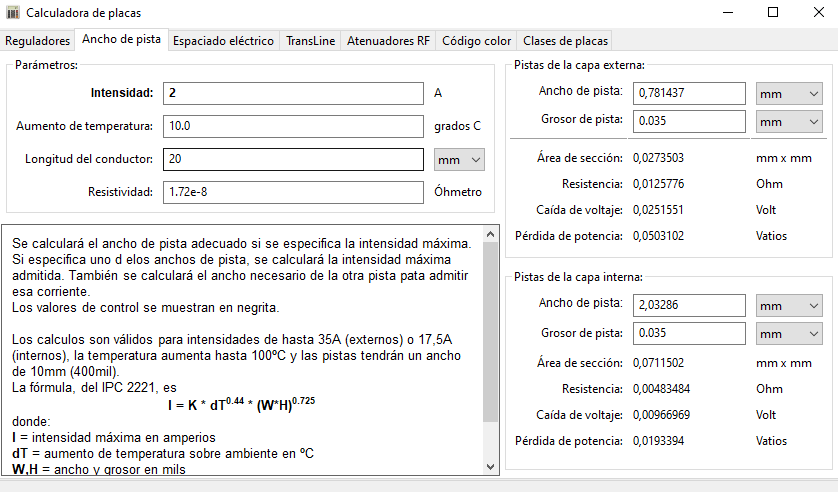 Calculadora de placas
Reguladores Ancho de pista Espaciado eléctrico TransLine Atenuadores RF Código color Clases de placas
Parámetros:
Intensidad: 2 A
Aumento de temperatura: 10.0 grados C
Longitud del conductor: 20 mm
Resistividad: 1.72e-8 Óhmetro
Se calculará el ancho de pista adecuado si se especifica la intensidad máxima.
Si especifica uno d elos anchos de pista, se calculará la intensidad máxima
admitida. También se calculará el ancho necesario de la otra pista pata admitir
esa corriente.
Los valores de control se muestran en negrita.
Los calculos son válidos para intensidades de hasta 35A (externos) o 17,5A
(internos), la temperatura aumenta hasta 100ºC y las pistas tendrán un ancho
de 10mm (400mil).
La fórmula, del IPC 2221, es
I = K * dT0.44 * (W*H)0.725
donde:
I = intensidad máxima en amperios
dT = aumento de temperatura sobre ambiente en ºC
W,H = ancho y grosor en mils
Pistas de la capa externa:
Ancho de pista: 0,781437 mm
Grosor de pista: 0.035 mm
Área de sección: 0,0273503 mm x mm
Resistencia: 0,0125776 Ohm
Caída de voltaje: 0,0251551 Volt
Pérdida de potencia: 0,0503102 Vatios
Pistas de la capa interna:
Ancho de pista: 2,03286 mm
Grosor de pista: 0.035 mm
Área de sección: 0,0711502 mm x mm
Resistencia: 0,00483484 Ohm
Caída de voltaje: 0,00966969 Volt
Pérdida de potencia: 0,0193394 Vatios